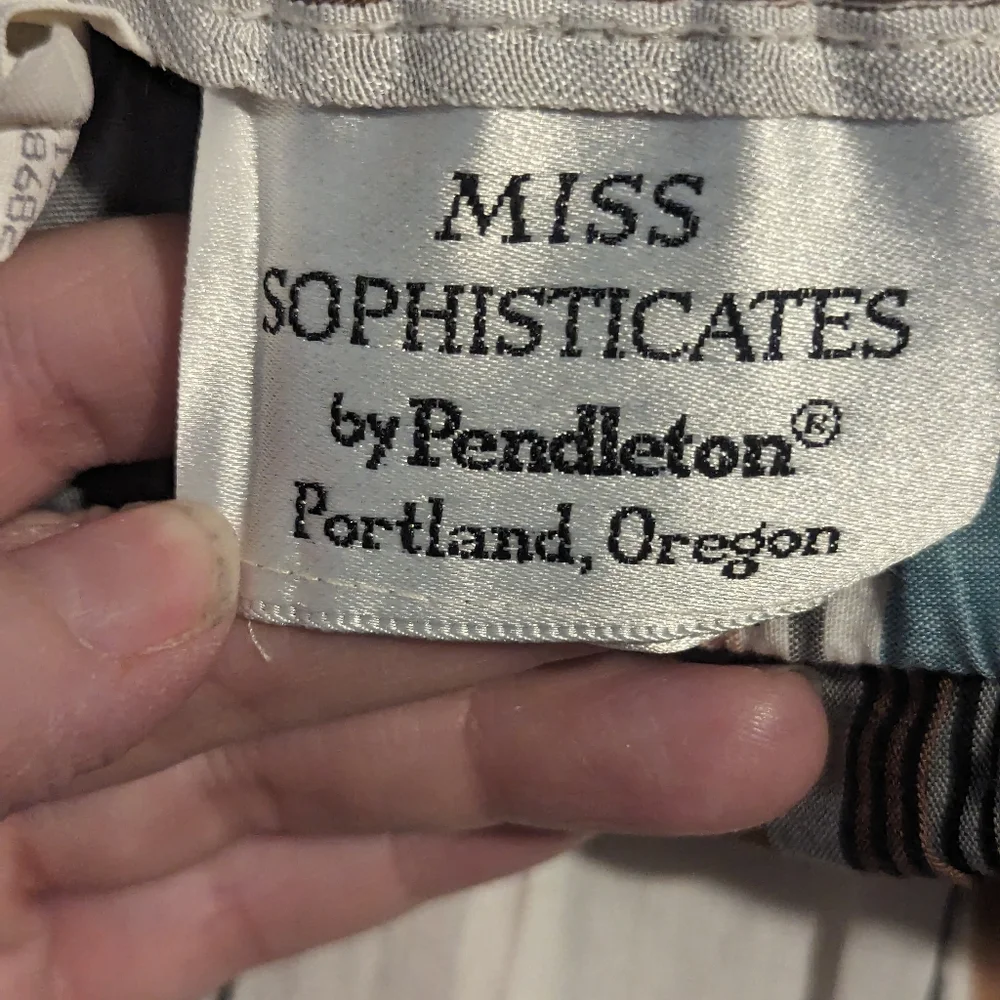 MISS
SOPHISTICATES
by Pendleton®
Portland, Oregon